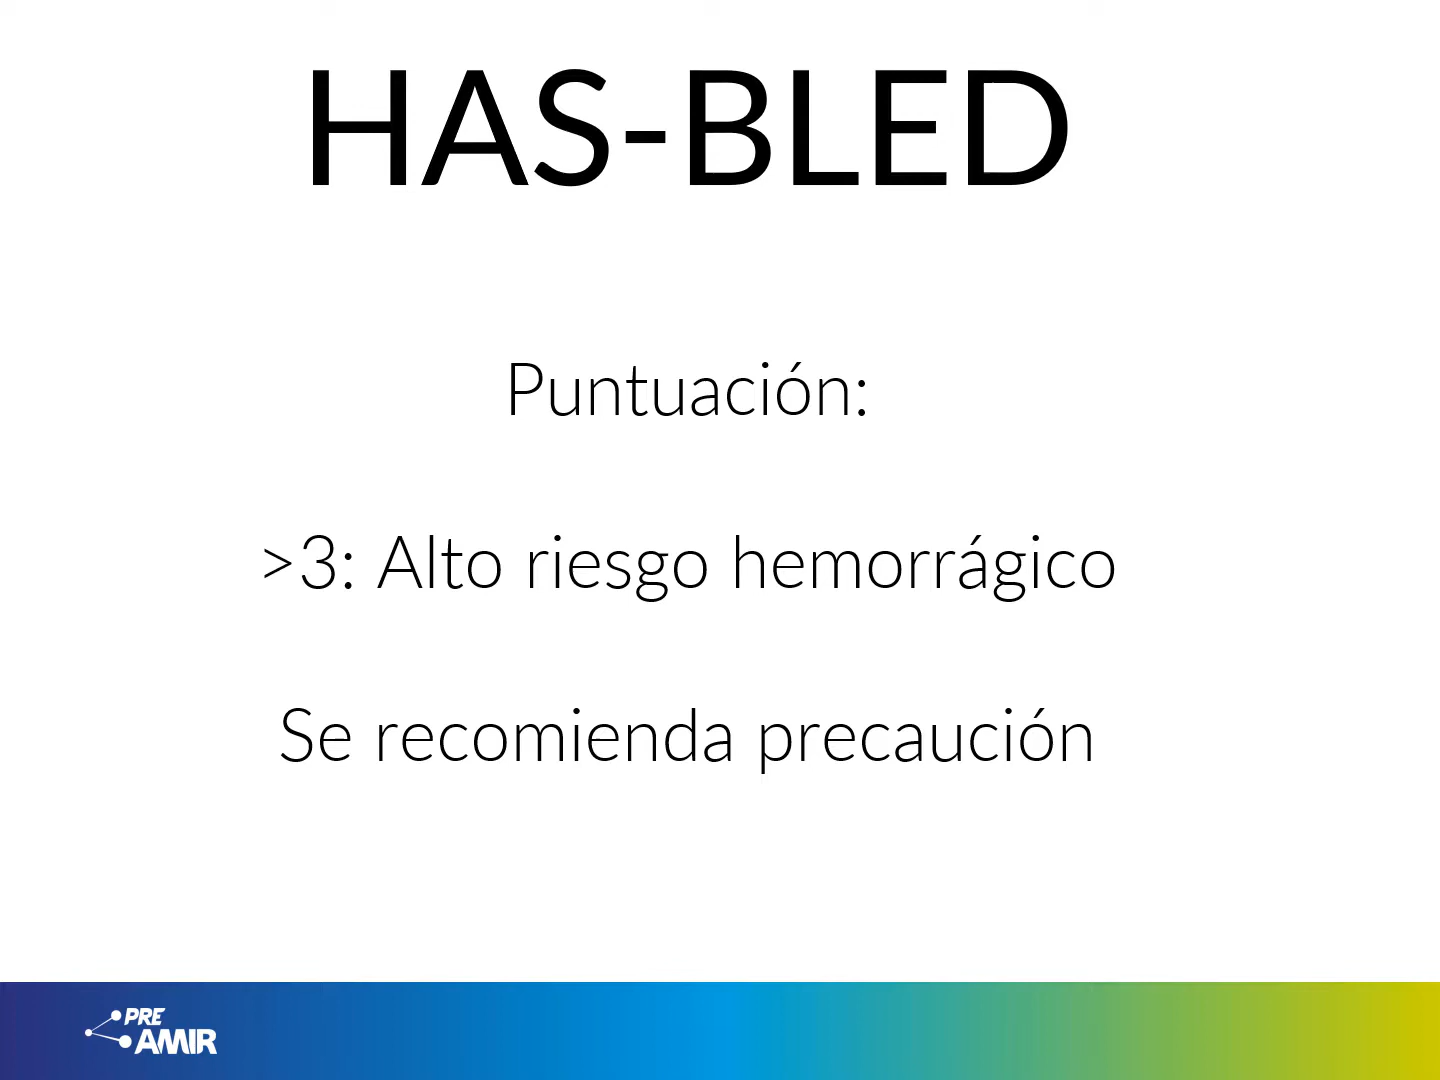 HAS-BLED
Puntuación:
>3: Alto riesgo hemorrágico
Se recomienda precaución
PRE
AMIR